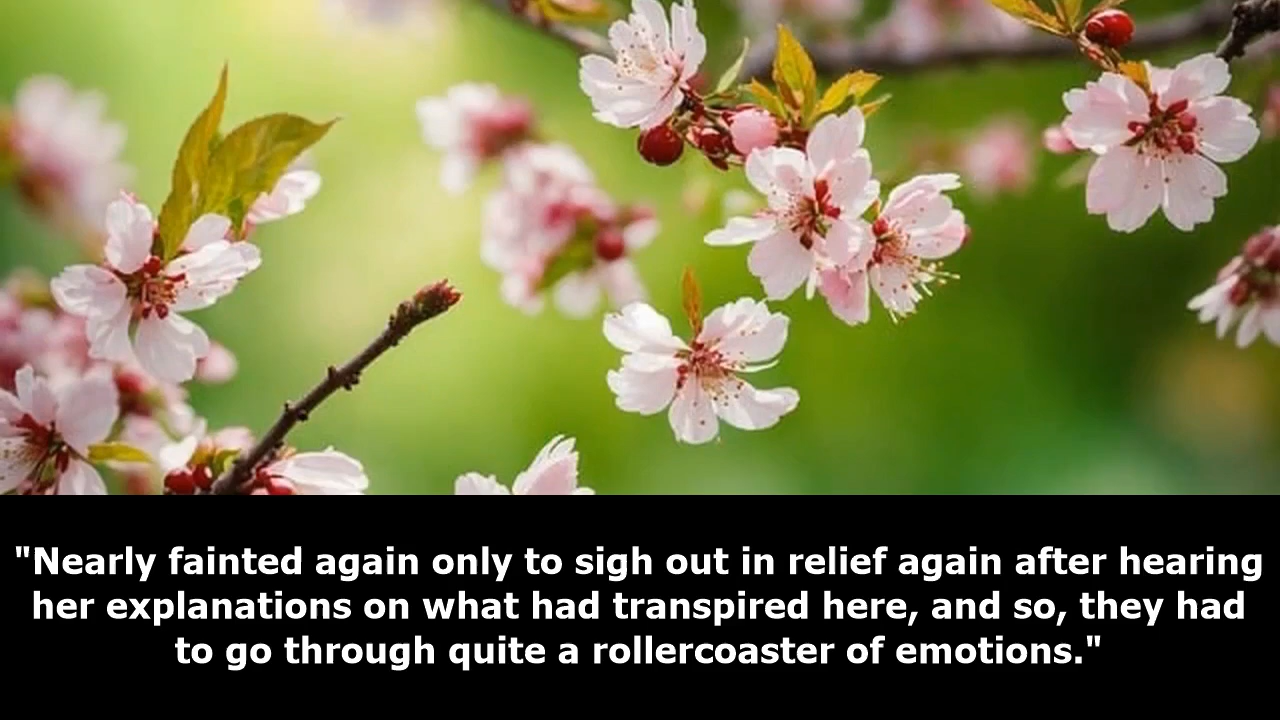 "Nearly fainted again only to sigh out in relief again after hearing
her explanations on what had transpired here, and so, they had
to go through quite a rollercoaster of emotions."